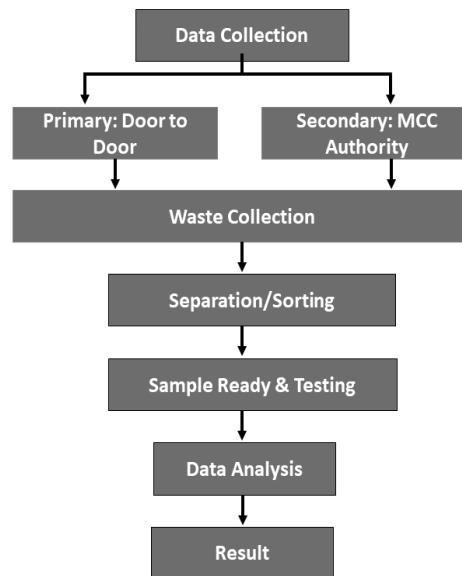 Data Collection
Primary: Door to
Door
Secondary: MCC
Authority
Waste Collection
Separation/Sorting
Sample Ready & Testing
Data Analysis
Result